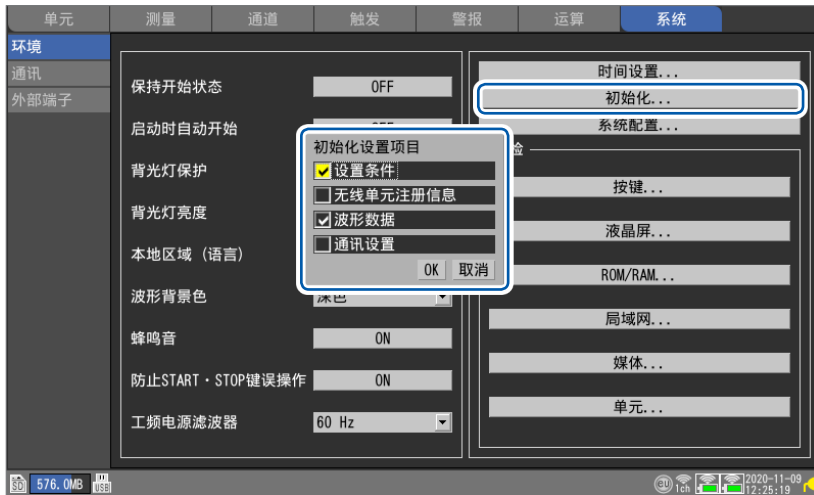 单元 测量 通道 触发 警报 运算 系统
环境
通讯
外部端子
保持开始状态 OFF
启动时自动开始
背光灯保护
背光灯亮度
本地区域（语言）
波形背景色 深色
蜂鸣音 ON
防止START・STOP键误操作 ON
工频电源滤波器 60 Hz
初始化设置项目
设置条件
无线单元注册信息
波形数据
通讯设置
OK 取消
时间设置...
初始化...
系统配置...
按键...
液晶屏...
ROM/RAM...
局域网...
媒体...
单元...
SD 576.0MB USB
1ch
2020-11-09
12:25:19